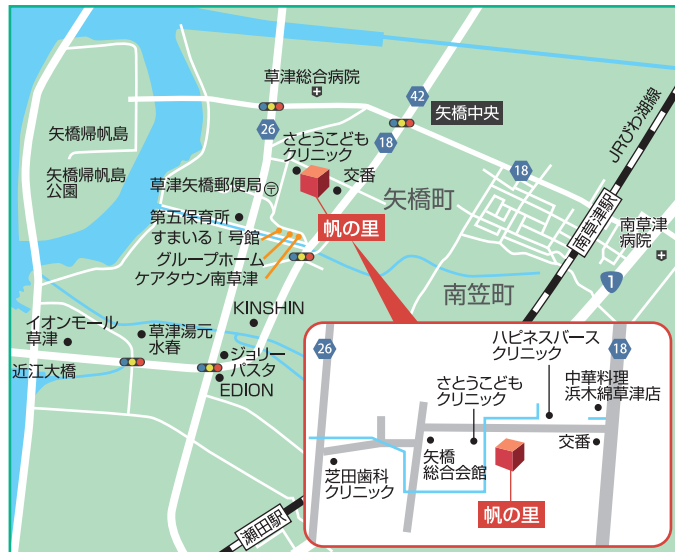 草津総合病院
42
矢橋中央
26
18
さとうこども
クリニック
矢橋帰帆島
矢橋帰帆島
公園
草津矢橋郵便局
〒
交番
矢橋町
18
JRびわ湖線
南草津駅
南草津
病院
第五保育所
帆の里
すまいるⅠ号館
グループホーム
ケアタウン南草津
南笠町
1
KINSHIN
イオンモール
草津
草津湯元
水春
ジョリー
パスタ
近江大橋
EDION
瀬田駅
26
ハピネスバース
クリニック
18
さとうこども
クリニック
中華料理
浜木綿草津店
矢橋
総合会館
交番
芝田歯科
クリニック
帆の里